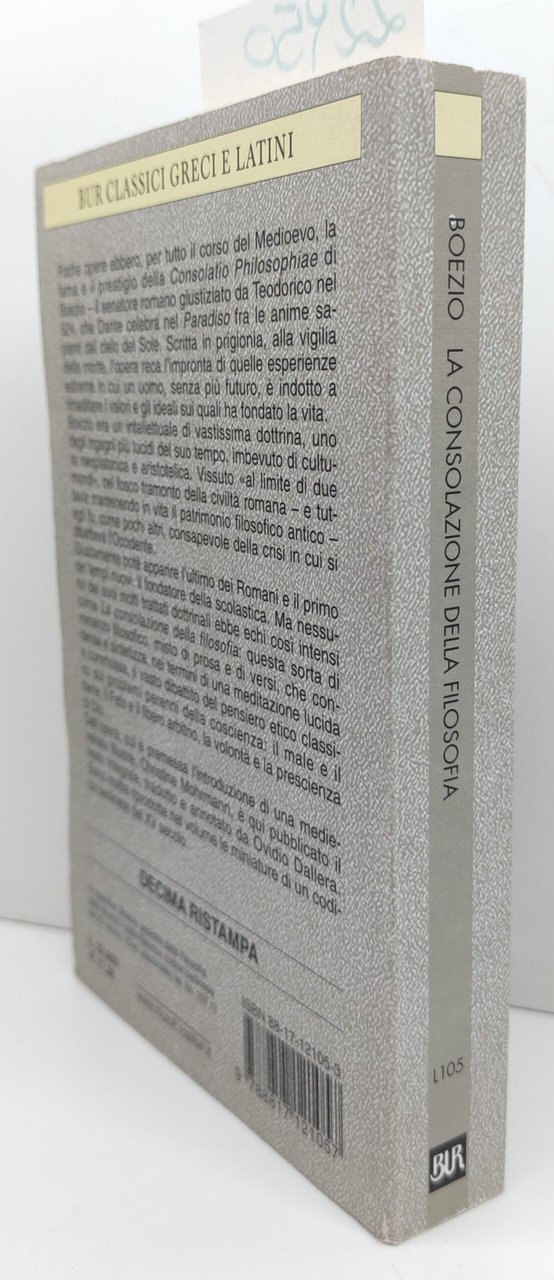 BUR CLASSICI GRECI E LATINI
Poche opere ebbero, per tutto il corso del Medioevo, la
fama e il prestigio della Consolatio Philosophiae di
Boezio – il senatore romano giustiziato da Teodorico nel
524, che Dante celebra nel Paradiso fra le anime sa-
pienti del cielo del Sole. Scritta in prigionia, alla vigilia
della morte, l'opera reca l'impronta di quelle esperienze
estreme in cui un uomo, senza più futuro, è indotto a
rimeditare i valori e gli ideali sui quali ha fondato la vita.
Boezio era un intellettuale di vastissima dottrina, uno
degli ingegni più lucidi del suo tempo, imbevuto di cultu-
ra neoplatonica e aristotelica. Vissuto «al limite di due
mondi», nel fosco tramonto della civiltà romana – e tut-
tavia mantenendo in vita il patrimonio filosofico antico –
egli fu, come pochi altri, consapevole della crisi in cui si
dibatteva l'Occidente.
Giustamente poté apparire l'ultimo dei Romani e il primo
dei tempi nuovi, il fondatore della scolastica. Ma nessu-
no dei suoi molti trattati dottrinali ebbe echi così intensi
come La consolazione della filosofia: questa sorta di
romanzo filosofico, misto di prosa e di versi, che con-
densa e sintetizza, nei termini di una meditazione lucida
e commossa, il vasto dibattito del pensiero etico classi-
co sui problemi perenni della coscienza: il male e il
bene, il Fato e il libero arbitrio, la volontà e la prescienza
di Dio.
Dell'opera, cui è premessa l'introduzione di una medie-
vista illustre, Christine Mohrmann, è qui pubblicato il
testo integrale, tradotto e annotato da Ovidio Dallera.
riprodotte nel volume le miniature di un codi-
del XV secolo.
DECIMA RISTAMPA
ISBN 88-17-12105-3
9 788817 121057
BOEZIO LA CONSOLAZIONE DELLA FILOSOFIA
L105
BUR
22450